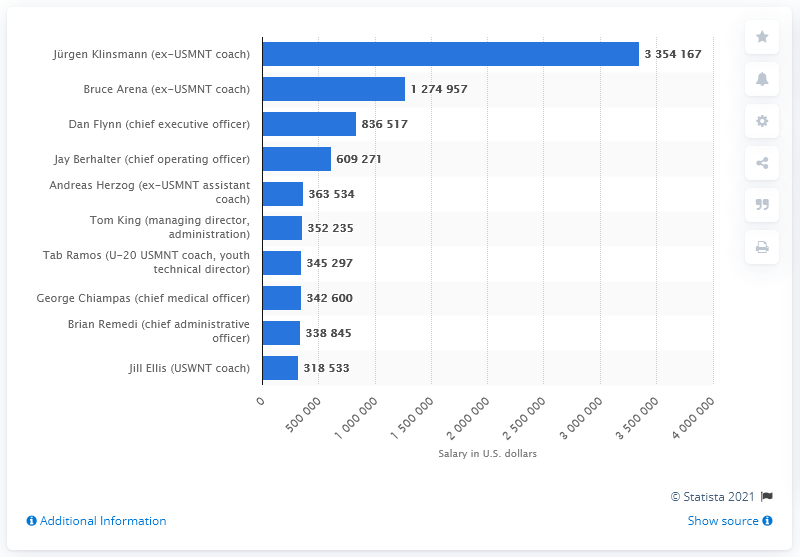 Jürgen Klinsmann (ex-USMNT coach) 3 354 167
Bruce Arena (ex-USMNT coach) 1 274 957
Dan Flynn (chief executive officer) 836 517
Jay Berhalter (chief operating officer) 609 271
Andreas Herzog (ex-USMNT assistant
coach) 363 534
Tom King (managing director,
administration) 352 235
Tab Ramos (U-20 USMNT coach, youth
technical director) 345 297
George Chiampas (chief medical officer) 342 600
Brian Remedi (chief administrative
officer) 338 845
Jill Ellis (USWNT coach) 318 533
0 500 000 1 000 000 1 500 000 2 000 000 2 500 000 3 000 000 3 500 000 4 000 000
Salary in U.S. dollars
© Statista 2021
Additional Information
Show source